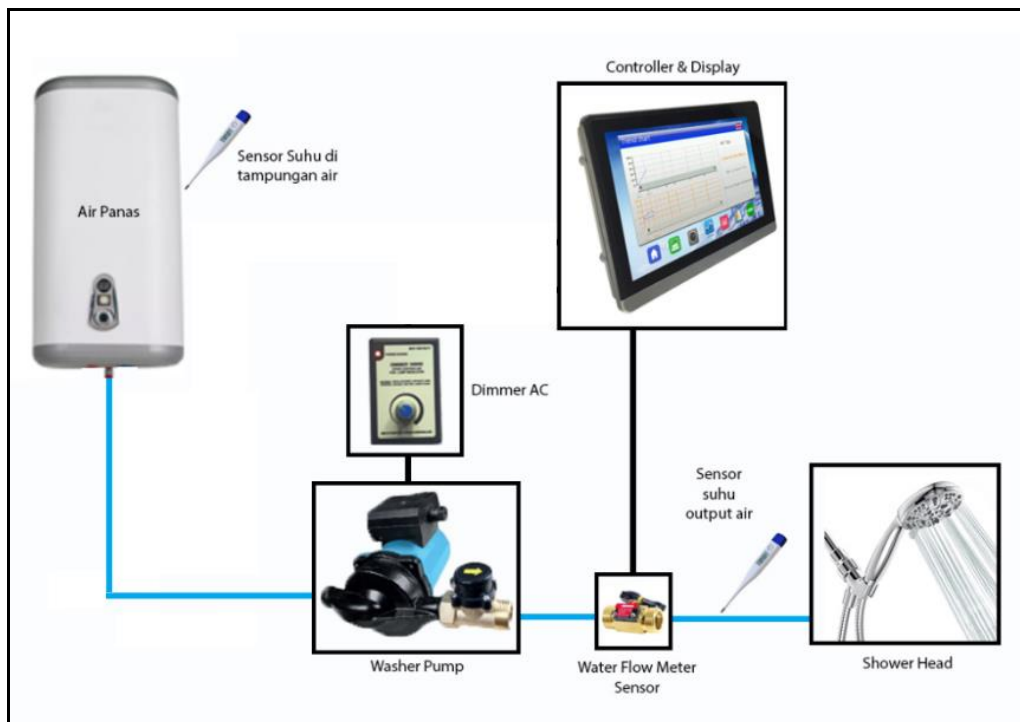 Controller & Display
Sensor Suhu di
tampungan air
Air Panas
Dimmer AC
Sensor
suhu
output air
Washer Pump
Water Flow Meter
Sensor
Shower Head